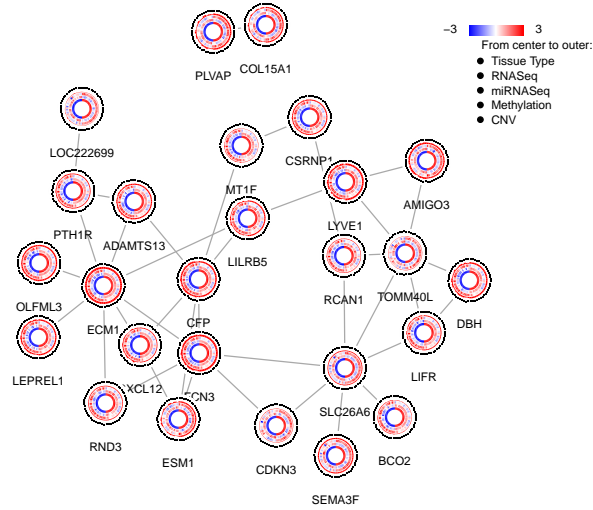 −3 3
From center to outer:
● Tissue Type
● RNASeq
● miRNASeq
● Methylation
● CNV
PLVAP
COL15A1
LOC222699
CSRNP1
MT1F
AMIGO3
PTH1R
LYVE1
ADAMTS13
LILRB5
OLFML3
RCAN1
TOMM40L
ECM1
CFP
DBH
LEPREL1
XCL12
FCN3
LIFR
SLC26A6
RND3
ESM1
CDKN3
BCO2
SEMA3F